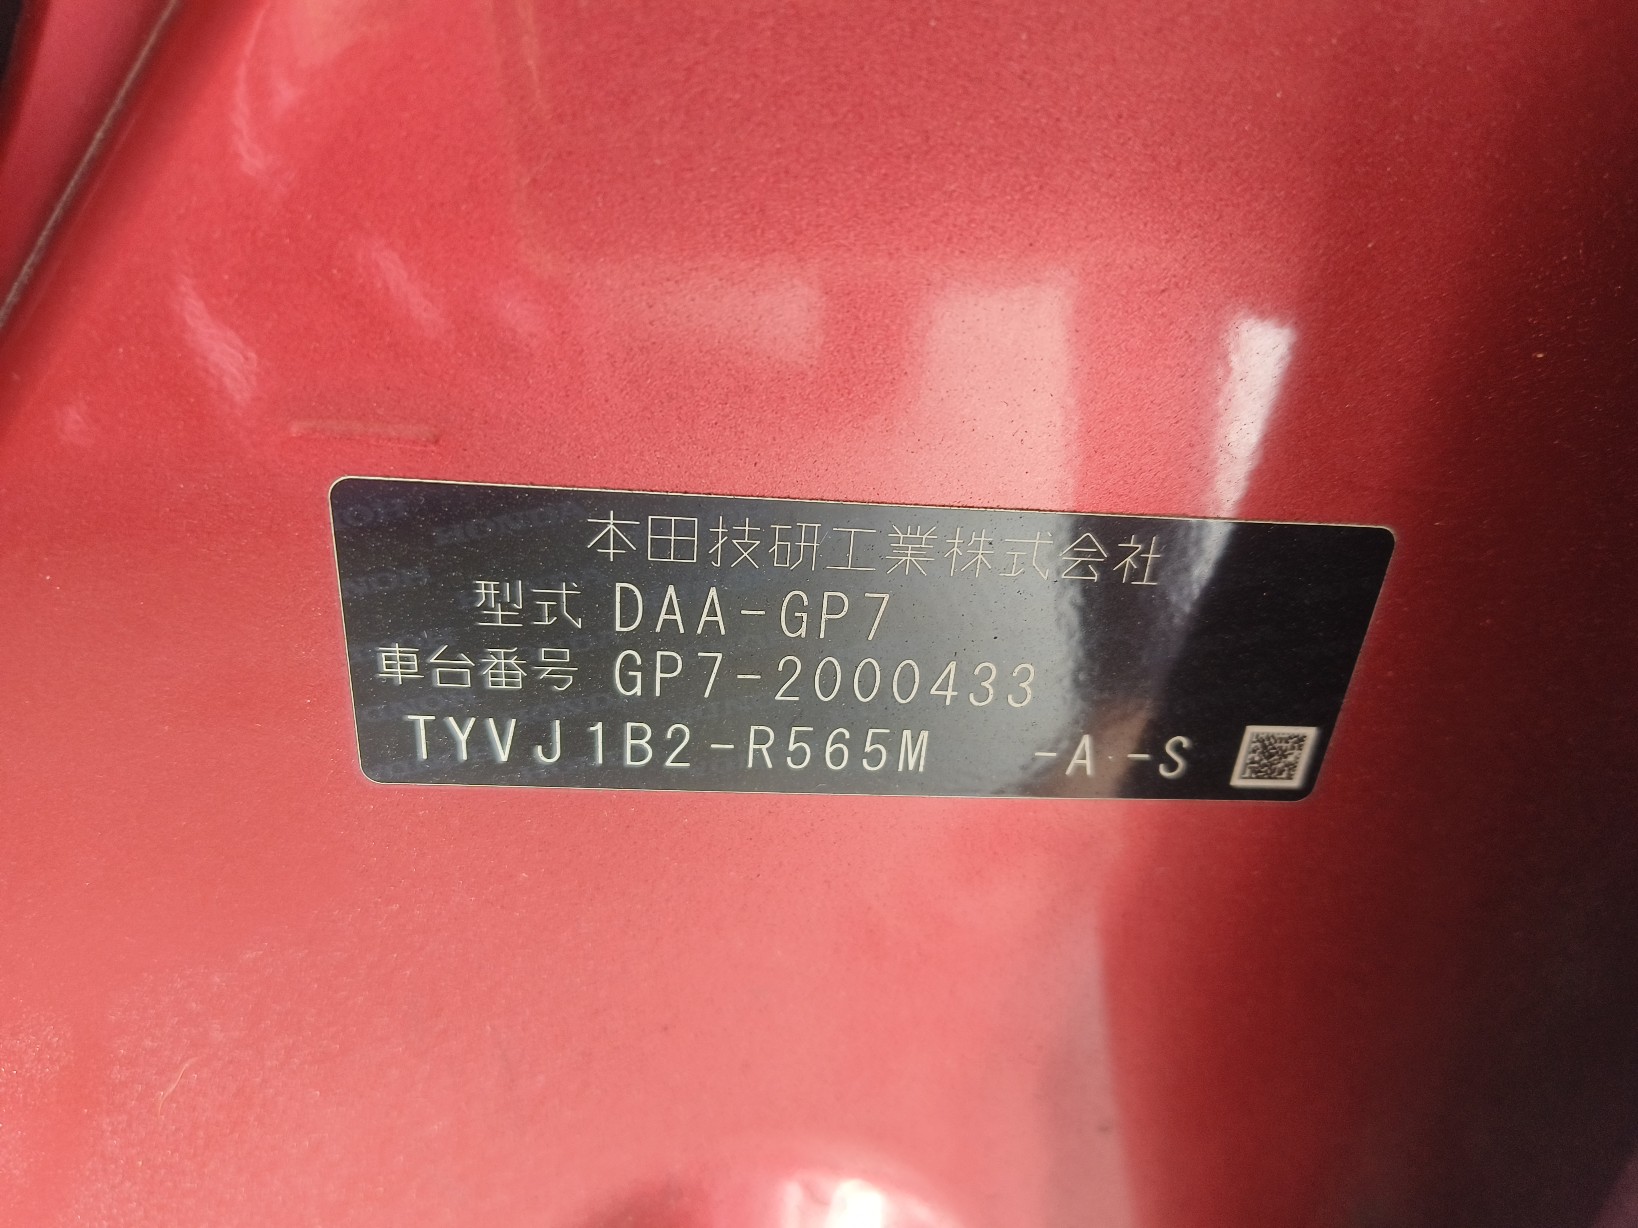 本田技研工業株式会社
型式 DAA-GP7
車台番号 GP7-2000433
TYVJ1B2-R565M -A -S